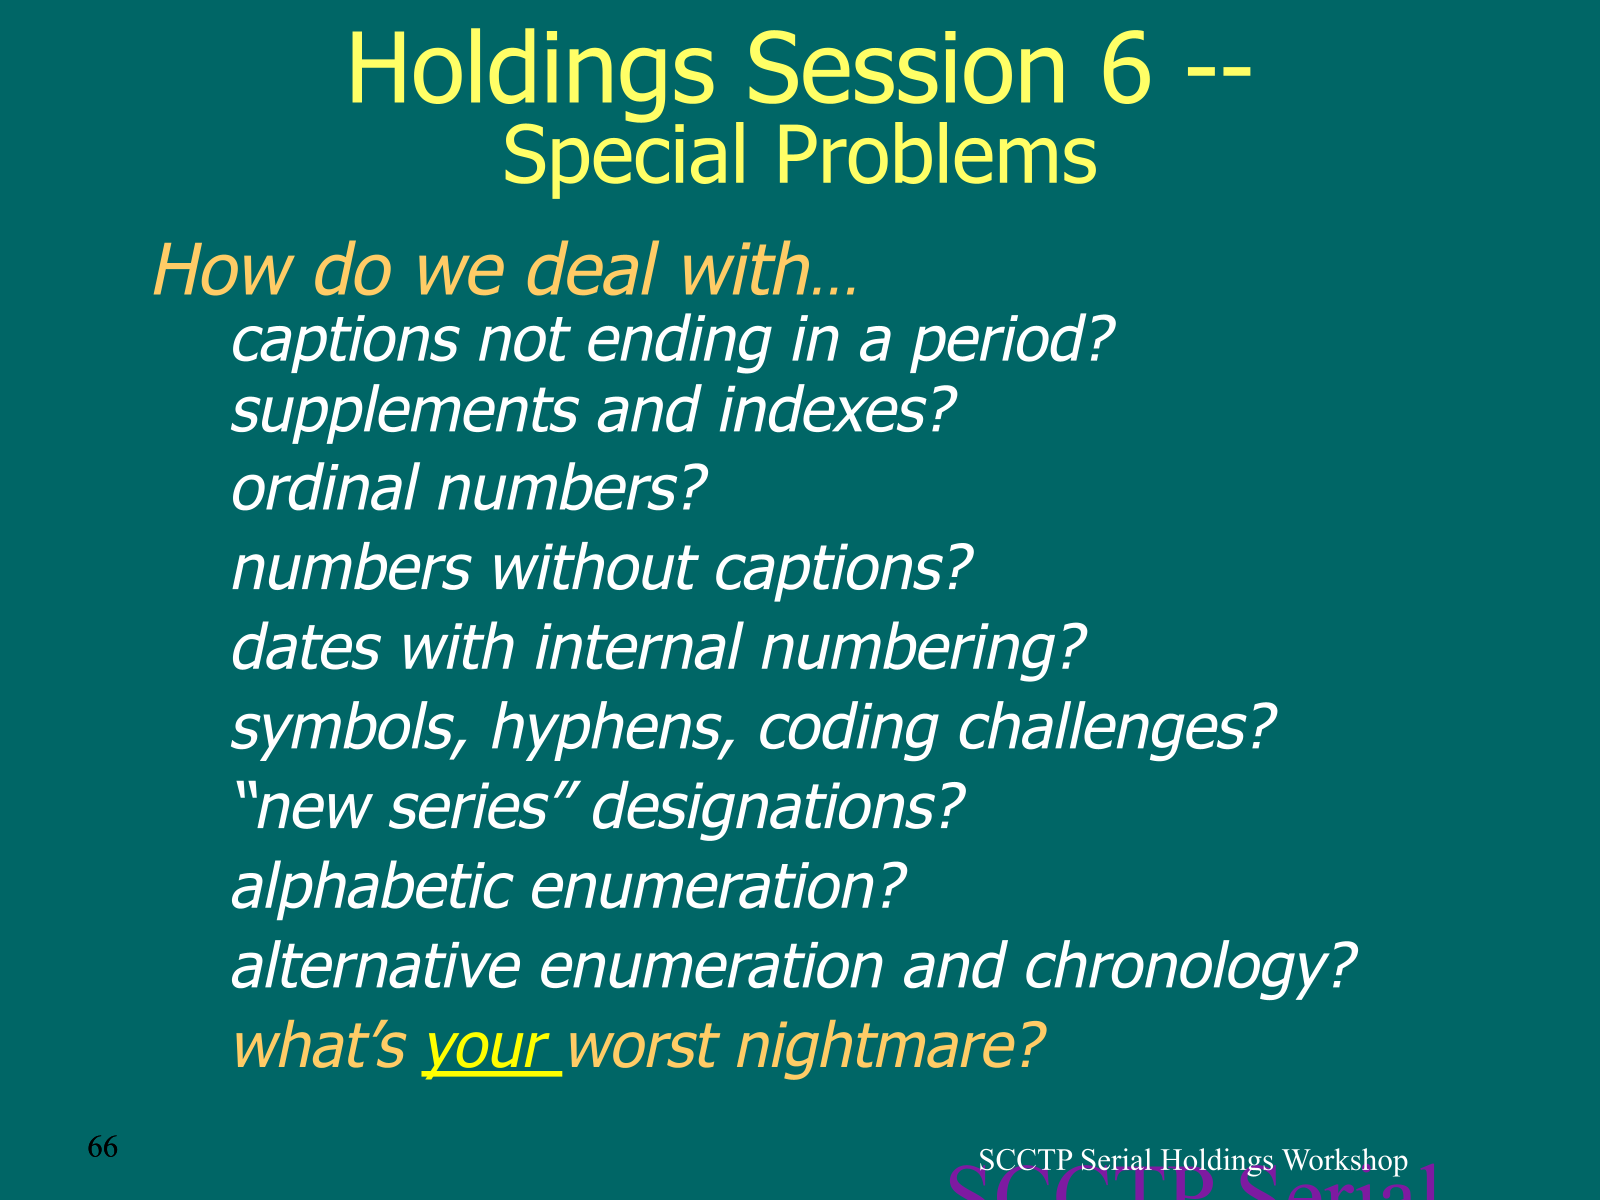 Holdings Session 6 --
Special Problems
How do we deal with…
captions not ending in a period?
supplements and indexes?
ordinal numbers?
numbers without captions?
dates with internal numbering?
symbols, hyphens, coding challenges?
“new series” designations?
alphabetic enumeration?
alternative enumeration and chronology?
what’s your worst nightmare?
66
SCCTP Serial Holdings Workshop
SCCTP Serial